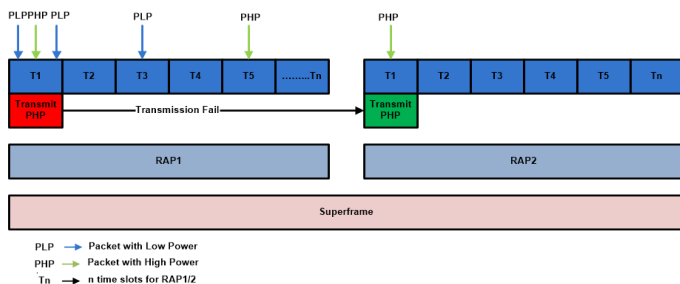 PLP PHP PLP PLP PHP PHP
T1 T2 T3 T4 T5 .........Tn T1 T2 T3 T4 T5 Tn
Transmit
PHP
Transmission Fail
Transmit
PHP
RAP1 RAP2
Superframe
PLP Packet with Low Power
PHP Packet with High Power
Tn n time slots for RAP1/2